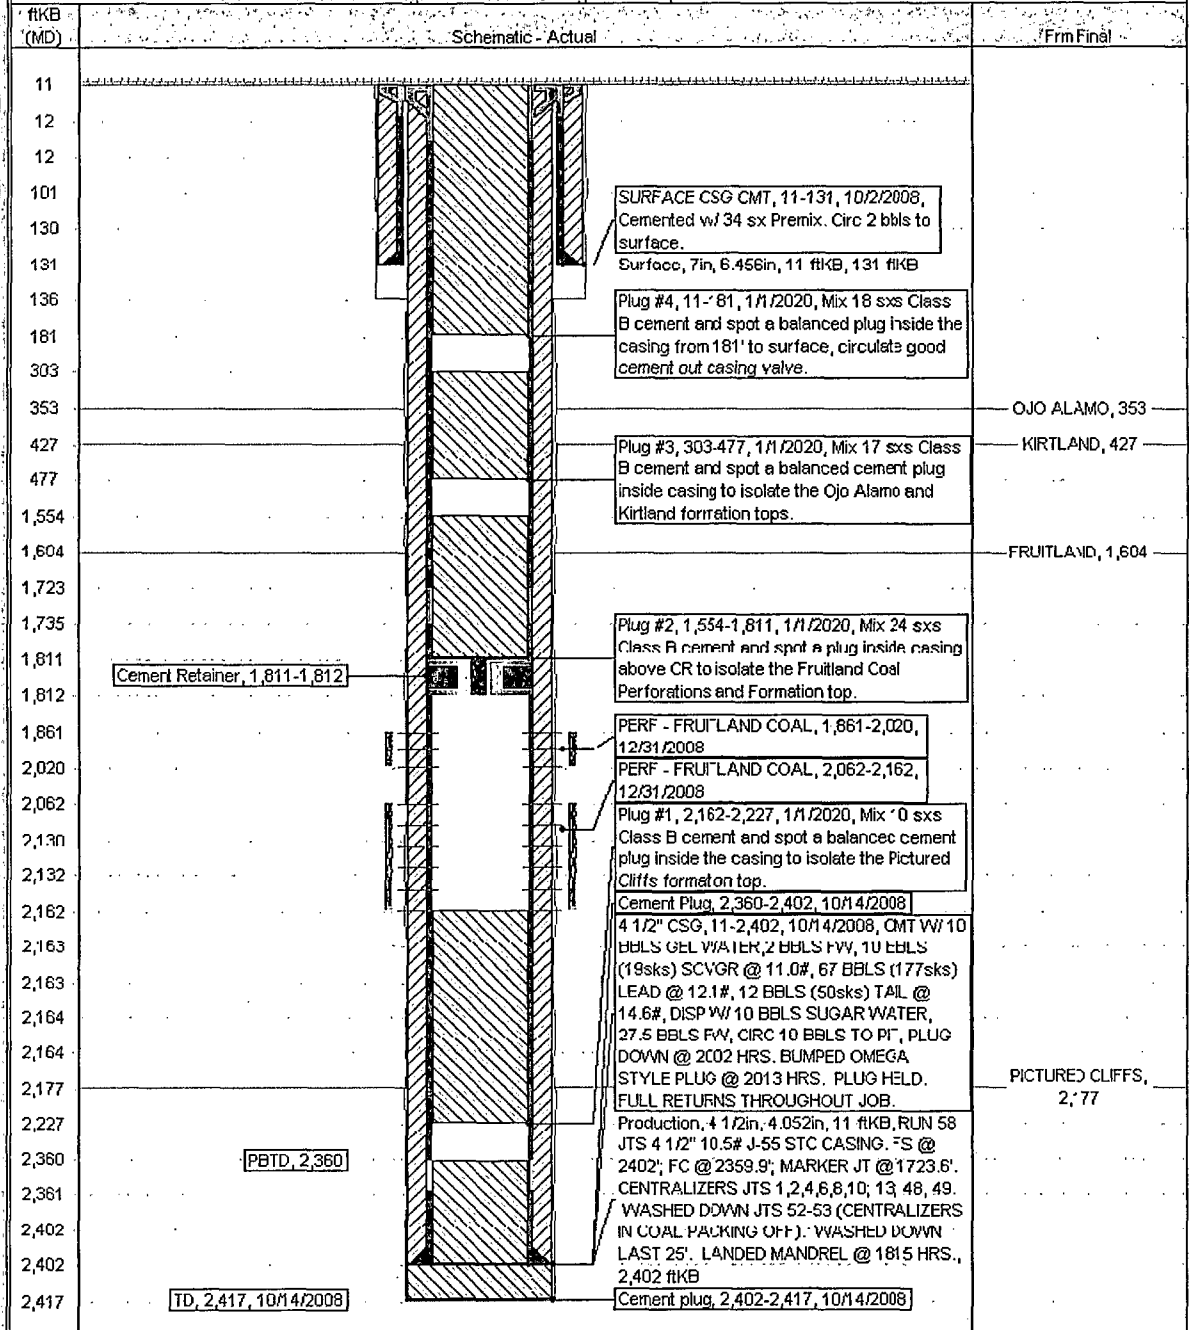 ftKB
(MD)
Schematic - Actual
Frm Final
11
12
12
101
130
131
136
181
303
353
427
477
1,554
1,604
1,723
1,735
1,811
1,812
1,861
2,020
2,062
2,130
2,132
2,162
2,163
2,163
2,164
2,164
2,177
2,227
2,360
2,361
2,402
2,402
2,417
Cement Retainer, 1,811-1,812
PBTD, 2,360
TD, 2,417, 10/14/2008
SURFACE CSG CMT, 11-131, 10/2/2008,
Cemented w/ 34 sx Premix. Circ 2 bbls to
surface.
Surface, 7in, 6.456in, 11 ftKB, 131 ftKB
Plug #4, 11-181, 1/1/2020, Mix 18 sxs Class
B cement and spot a balanced plug inside the
casing from 181' to surface, circulate good
cement out casing valve.
Plug #3, 303-477, 1/1/2020, Mix 17 sxs Class
B cement and spot a balanced cement plug
inside casing to isolate the Ojo Alamo and
Kirtland formation tops.
Plug #2, 1,554-1,811, 1/1/2020, Mix 24 sxs
Class B cement and spot a plug inside casing
above CR to isolate the Fruitland Coal
Perforations and Formation top.
PERF - FRUITLAND COAL, 1,861-2,020,
12/31/2008
PERF - FRUITLAND COAL, 2,062-2,162,
12/31/2008
Plug #1, 2,162-2,227, 1/1/2020, Mix 10 sxs
Class B cement and spot a balanced cement
plug inside the casing to isolate the Pictured
Cliffs formaton top.
Cement Plug, 2,360-2,402, 10/14/2008
4 1/2" CSG, 11-2,402, 10/14/2008, CMT W/ 10
BBLS GEL WATER,2 BBLS FW, 10 BBLS
(19sks) SCVGR @ 11.0#, 67 BBLS (177sks)
LEAD @ 12.1#, 12 BBLS (50sks) TAIL @
14.6#, DISP W/ 10 BBLS SUGAR WATER,
27.5 BBLS FW, CIRC 10 BBLS TO PIT, PLUG
DOWN @ 2002 HRS. BUMPED OMEGA
STYLE PLUG @ 2013 HRS. PLUG HELD.
FULL RETURNS THROUGHOUT JOB.
Production, 4 1/2in, 4.052in, 11 ftKB, RUN 58
JTS 4 1/2" 10.5# J-55 STC CASING. FS @
2402'; FC @ 2359.9'; MARKER JT @ 1723.6'.
CENTRALIZERS JTS 1,2,4,6,8,10, 13, 48, 49.
WASHED DOWN JTS 52-53 (CENTRALIZERS
IN COAL PACKING OFF). WASHED DOWN
LAST 25'. LANDED MANDREL @ 1815 HRS.,
2,402 ftKB
Cement plug, 2,402-2,417, 10/14/2008
OJO ALAMO, 353
KIRTLAND, 427
FRUITLAND, 1,604
PICTURED CLIFFS,
2,177